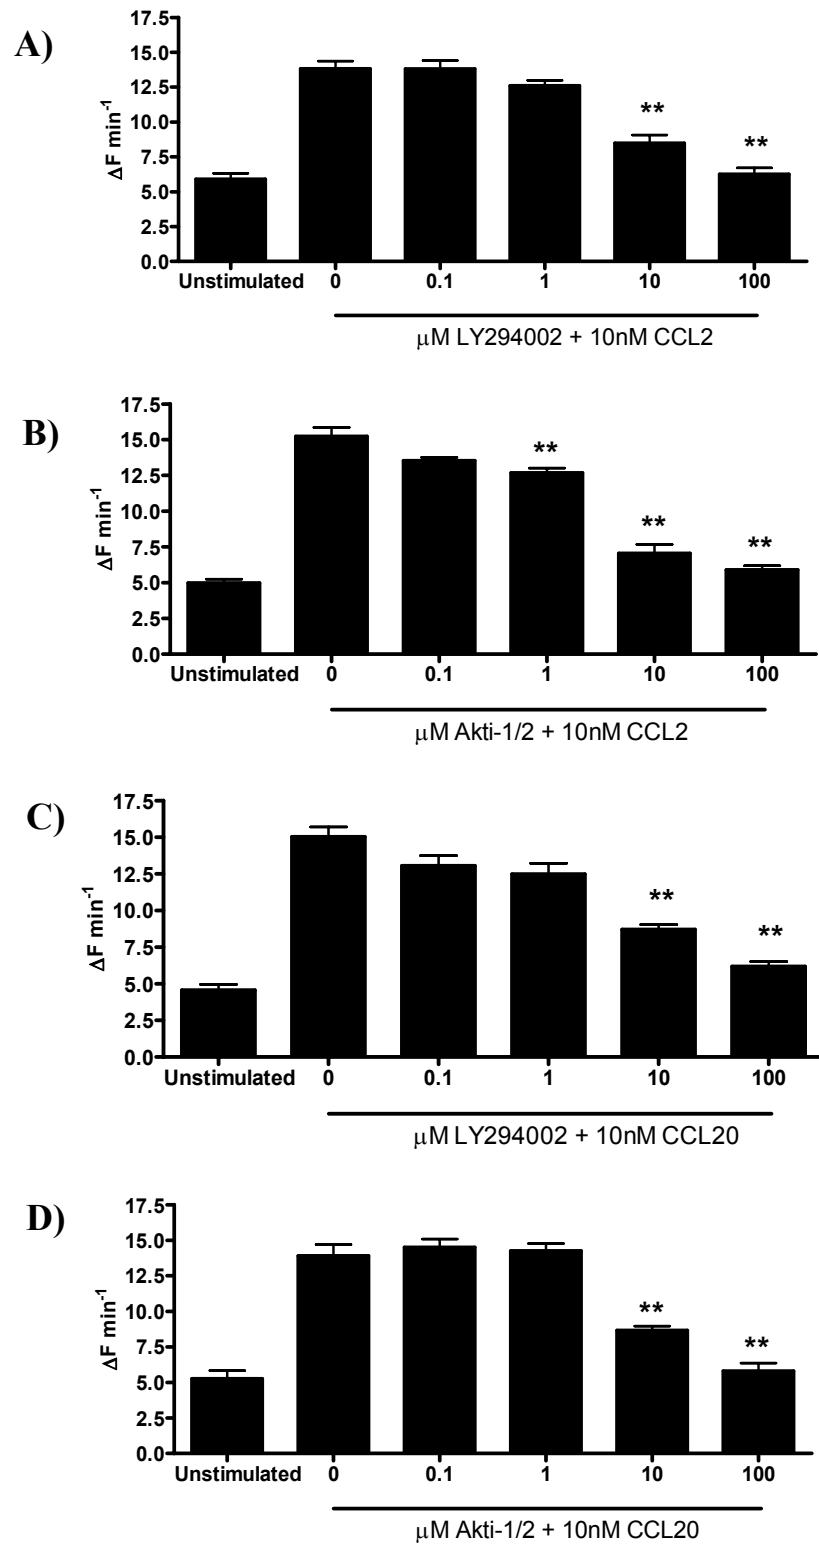 A)
17.5
15.0
12.5
10.0
7.5
5.0
2.5
0.0
ΔF min⁻¹
**
**
Unstimulated 0 0.1 1 10 100
μM LY294002 + 10nM CCL2
B)
17.5
15.0
12.5
10.0
7.5
5.0
2.5
0.0
ΔF min⁻¹
**
**
**
Unstimulated 0 0.1 1 10 100
μM Akti-1/2 + 10nM CCL2
C)
17.5
15.0
12.5
10.0
7.5
5.0
2.5
0.0
ΔF min⁻¹
**
**
Unstimulated 0 0.1 1 10 100
μM LY294002 + 10nM CCL20
D)
17.5
15.0
12.5
10.0
7.5
5.0
2.5
0.0
ΔF min⁻¹
**
**
Unstimulated 0 0.1 1 10 100
μM Akti-1/2 + 10nM CCL20